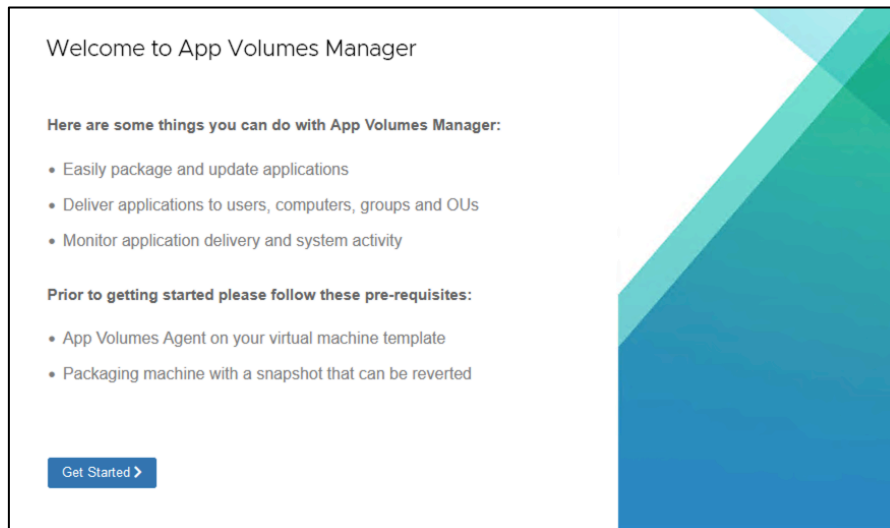 Welcome to App Volumes Manager
Here are some things you can do with App Volumes Manager:
• Easily package and update applications
• Deliver applications to users, computers, groups and OUs
• Monitor application delivery and system activity
Prior to getting started please follow these pre-requisites:
• App Volumes Agent on your virtual machine template
• Packaging machine with a snapshot that can be reverted
Get Started